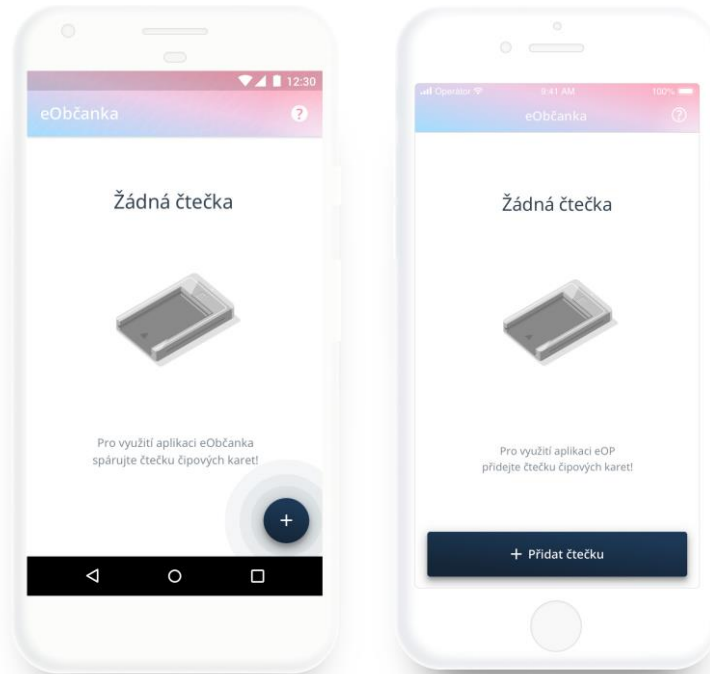 12:30
eObčanka
?
Žádná čtečka
Pro využití aplikaci eObčanka
spárujte čtečku čipových karet!
+
Operator 9:41 AM 100%
eObčanka
?
Žádná čtečka
Pro využití aplikaci eOP
přidejte čtečku čipových karet!
+ Přidat čtečku